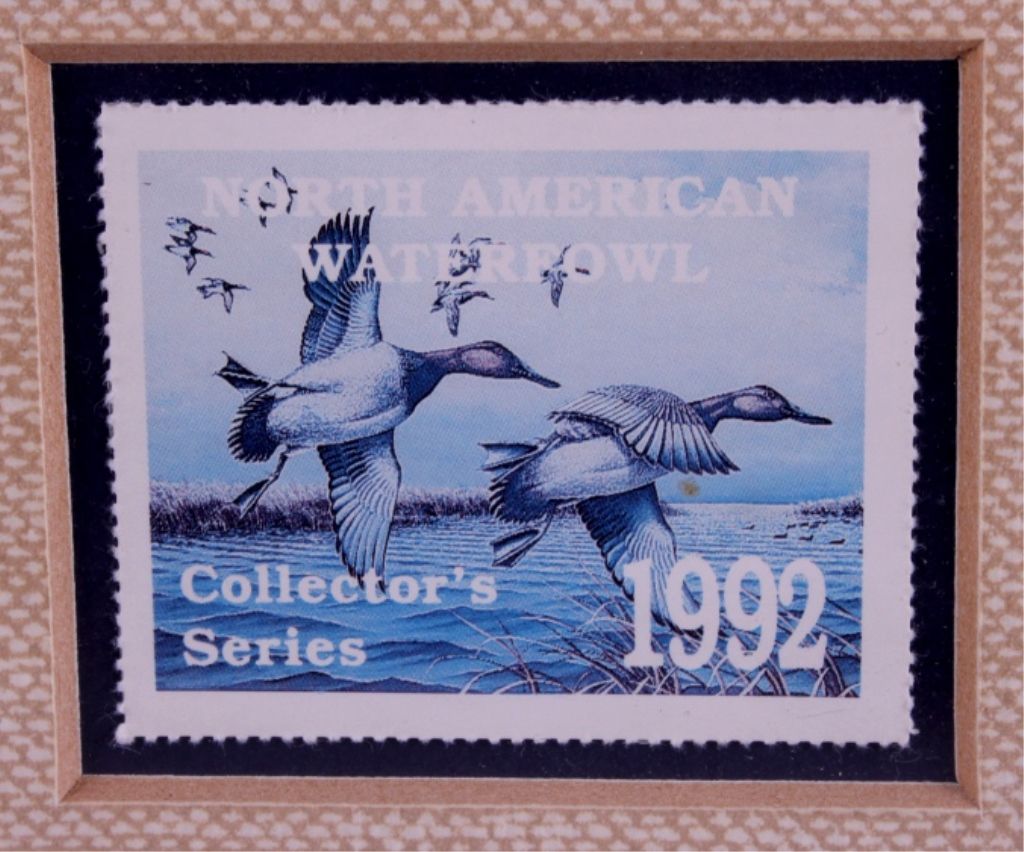 NORTH AMERICAN
WATERFOWL
Collector's
Series
1992